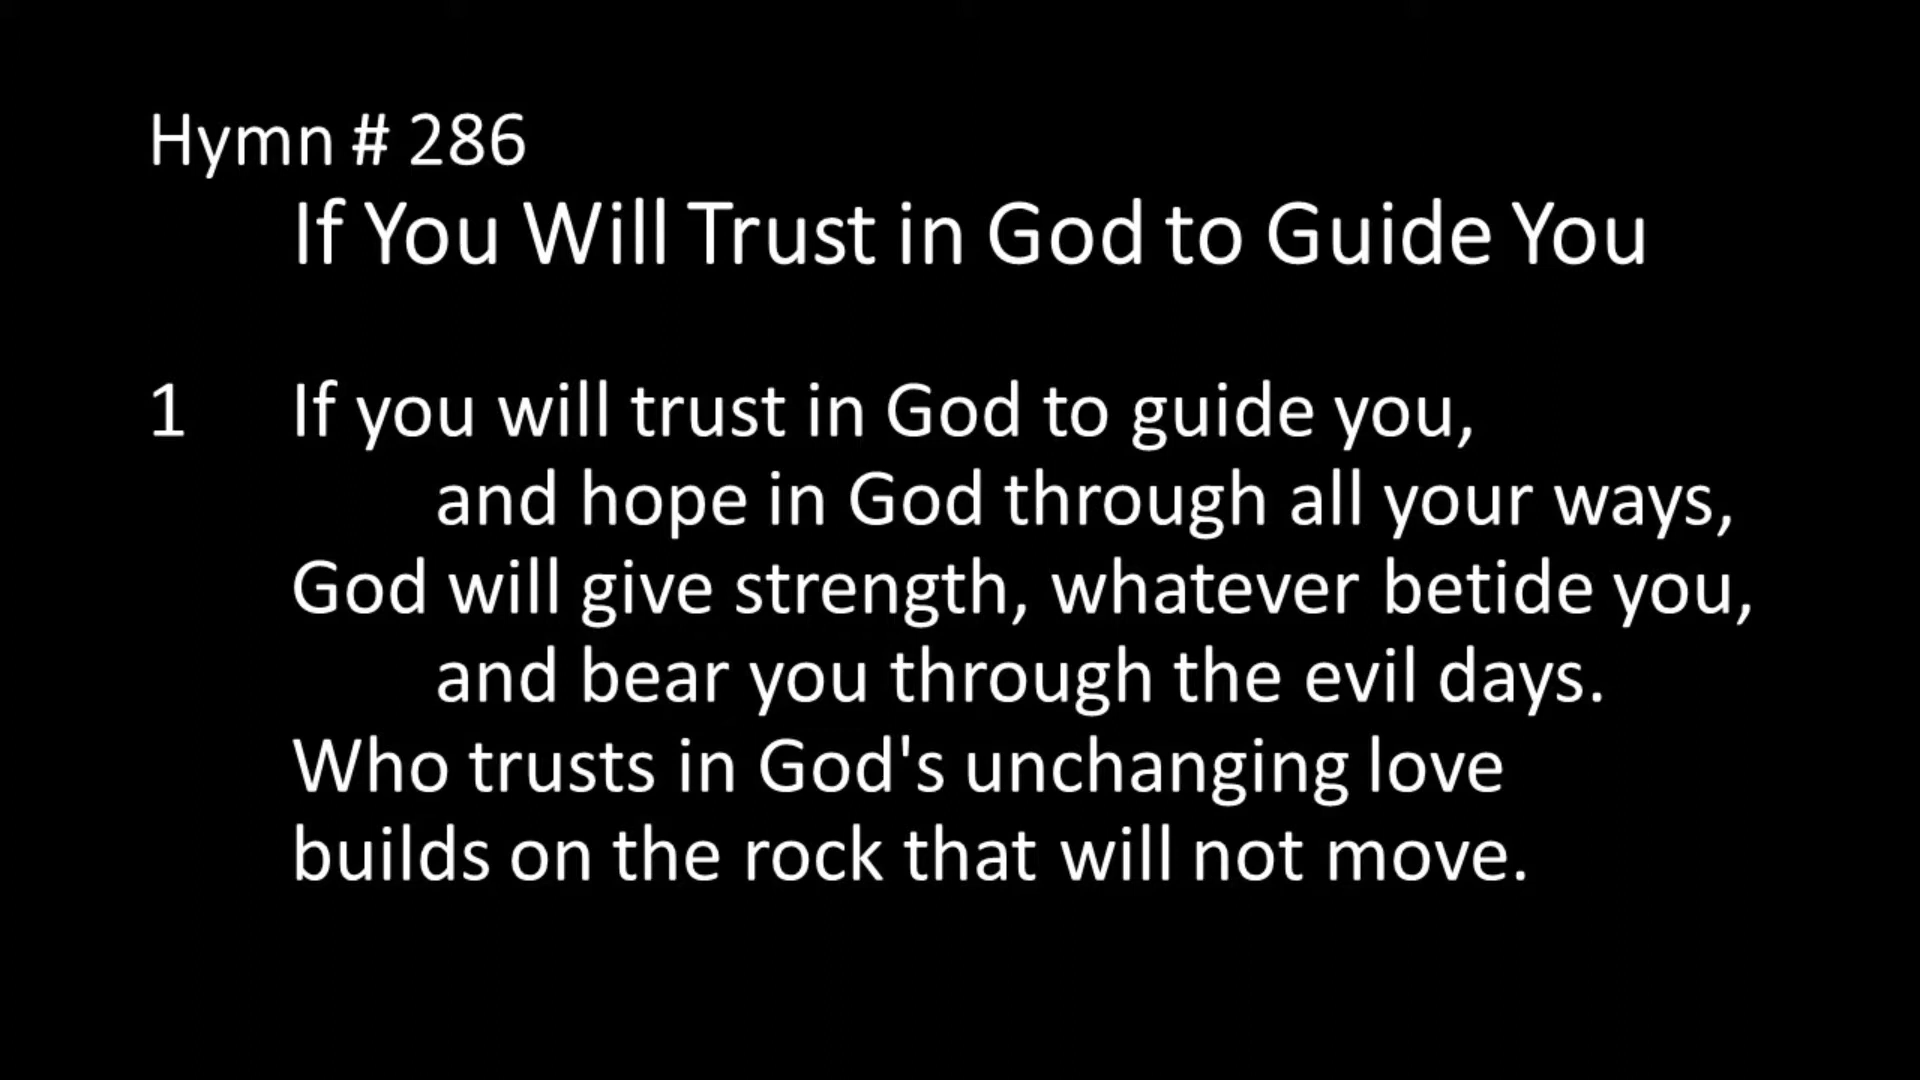 Hymn # 286
If You Will Trust in God to Guide You
1 If you will trust in God to guide you,
and hope in God through all your ways,
God will give strength, whatever betide you,
and bear you through the evil days.
Who trusts in God's unchanging love
builds on the rock that will not move.